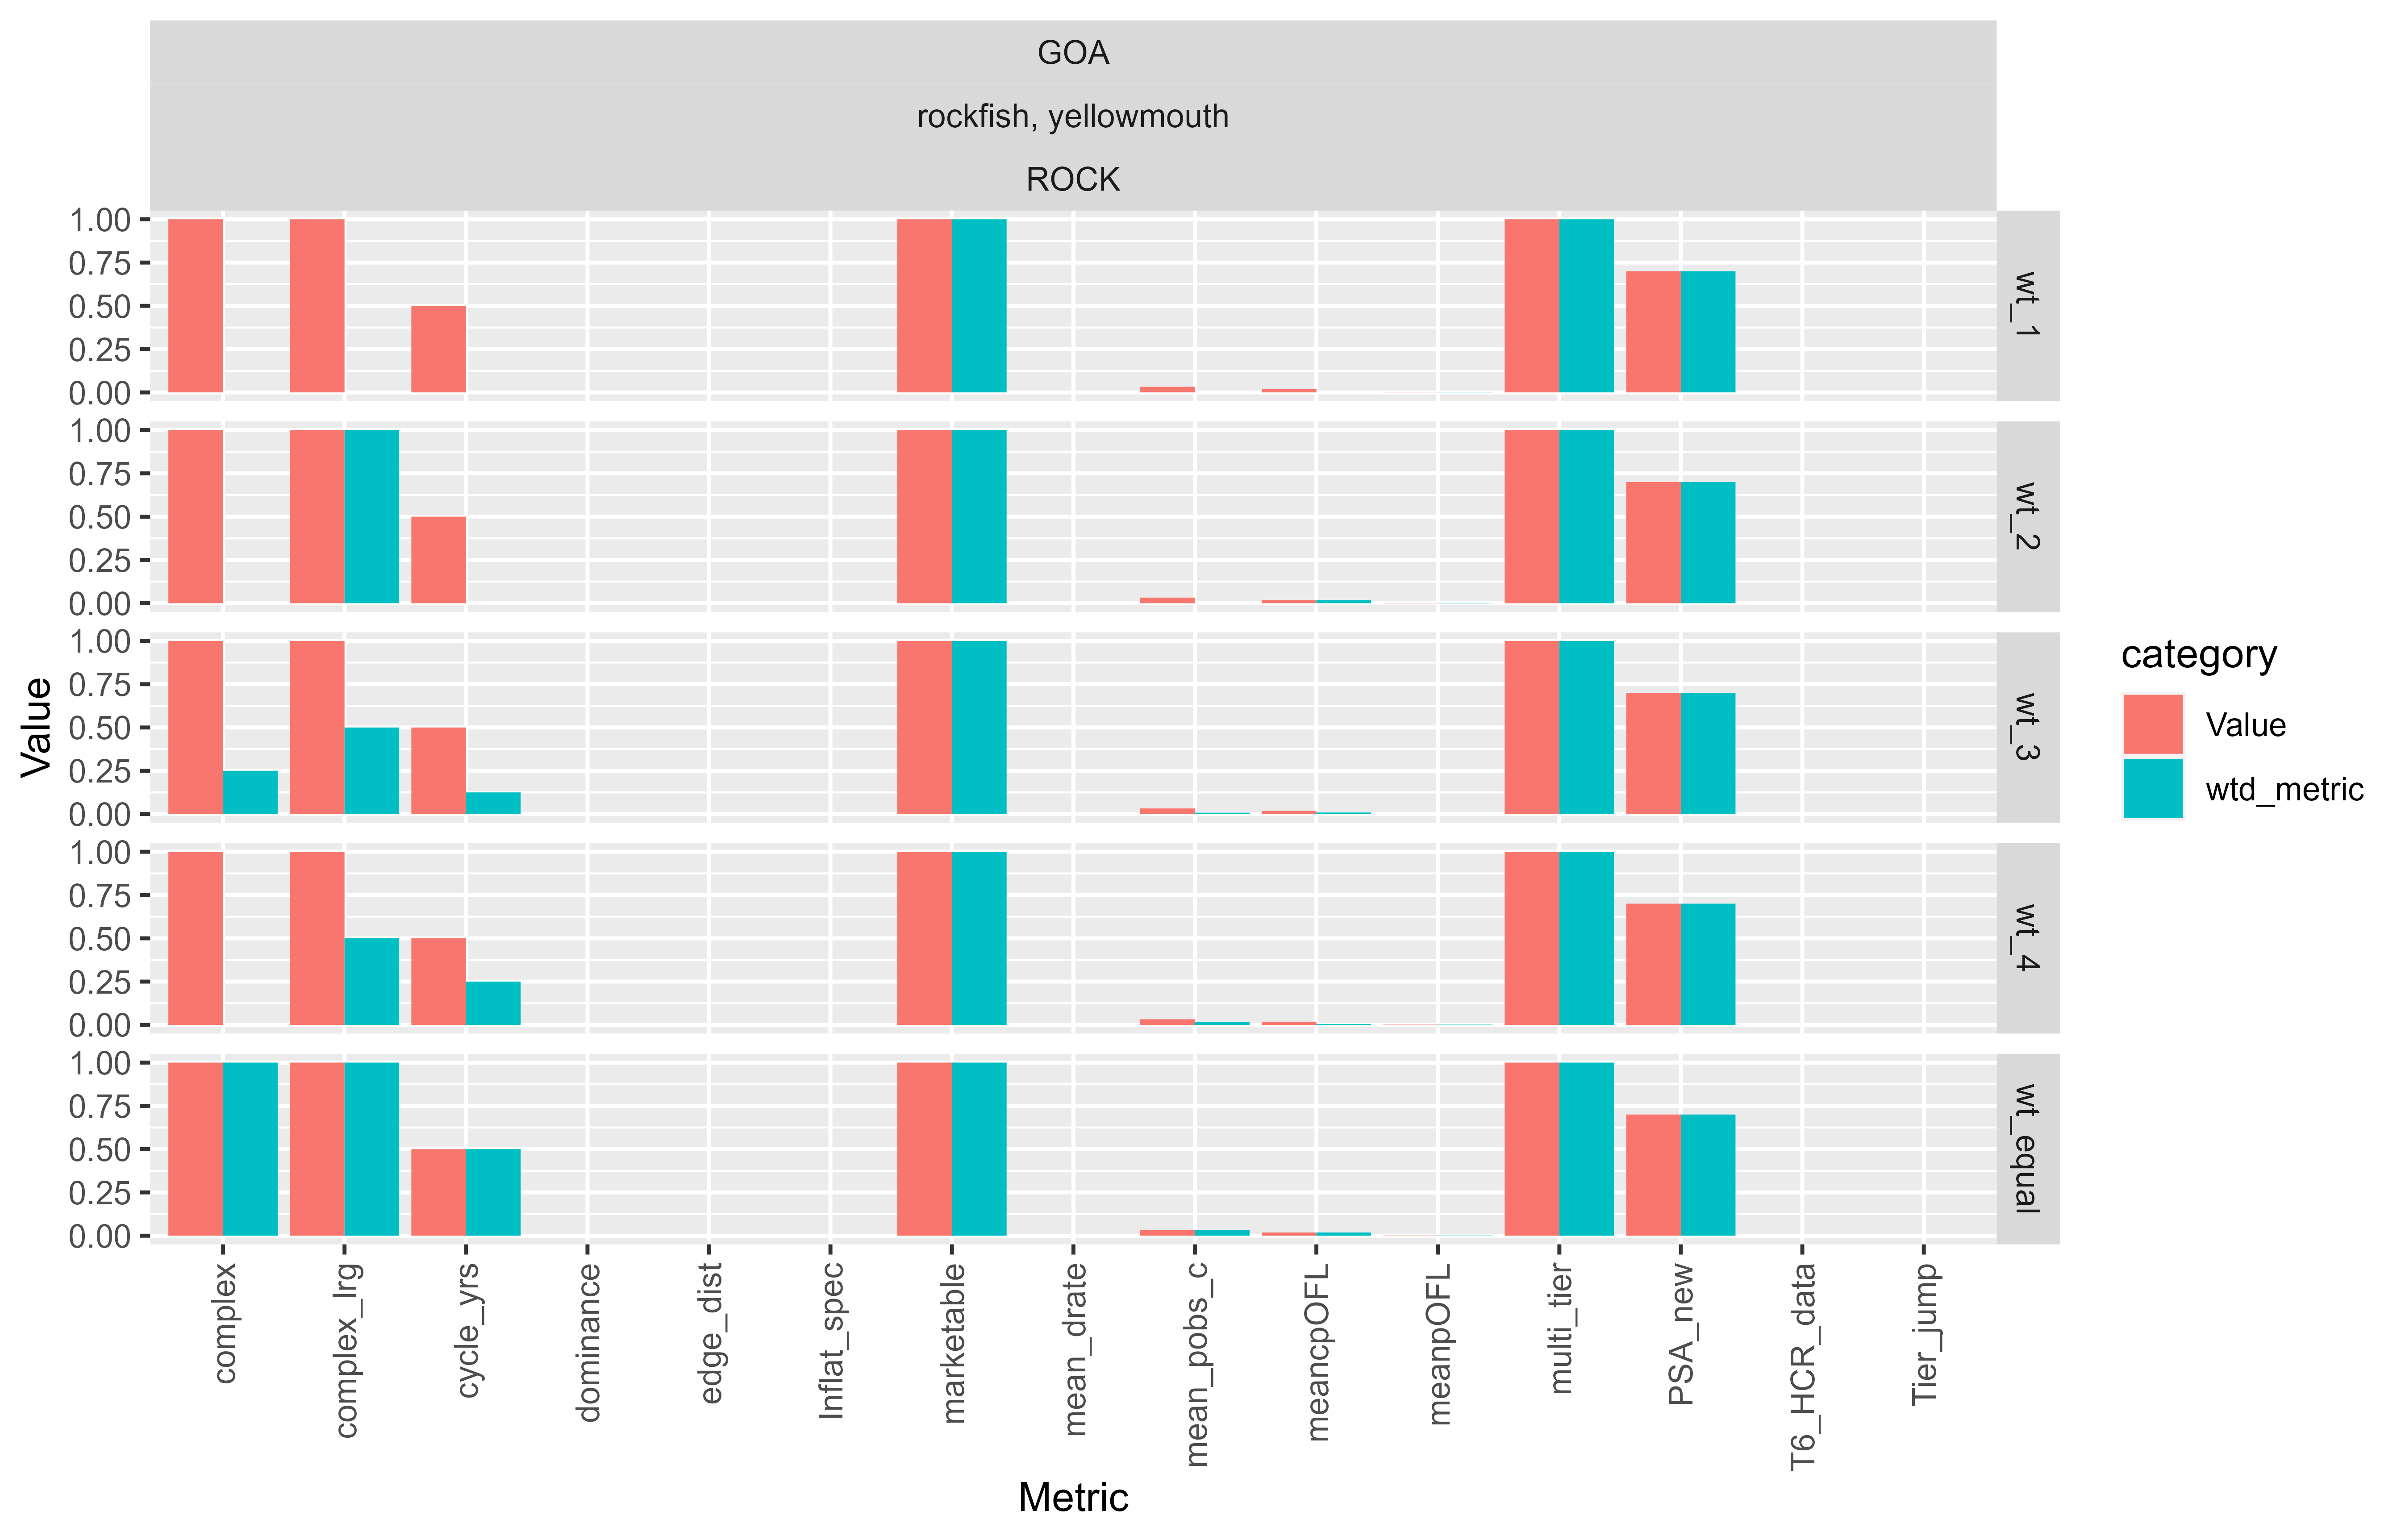 GOA
rockfish, yellowmouth
ROCK
1.00
0.75
0.50
0.25
0.00
wt_1
1.00
0.75
0.50
0.25
0.00
wt_2
1.00
0.75
0.50
0.25
0.00
wt_3
1.00
0.75
0.50
0.25
0.00
wt_4
1.00
0.75
0.50
0.25
0.00
wt_equal
Value
complex
complex_lrg
cycle_yrs
dominance
edge_dist
Inflat_spec
marketable
mean_drate
mean_pobs_c
meancpOFL
meanpOFL
multi_tier
PSA_new
T6_HCR_data
Tier_jump
Metric
category
Value
wtd_metric